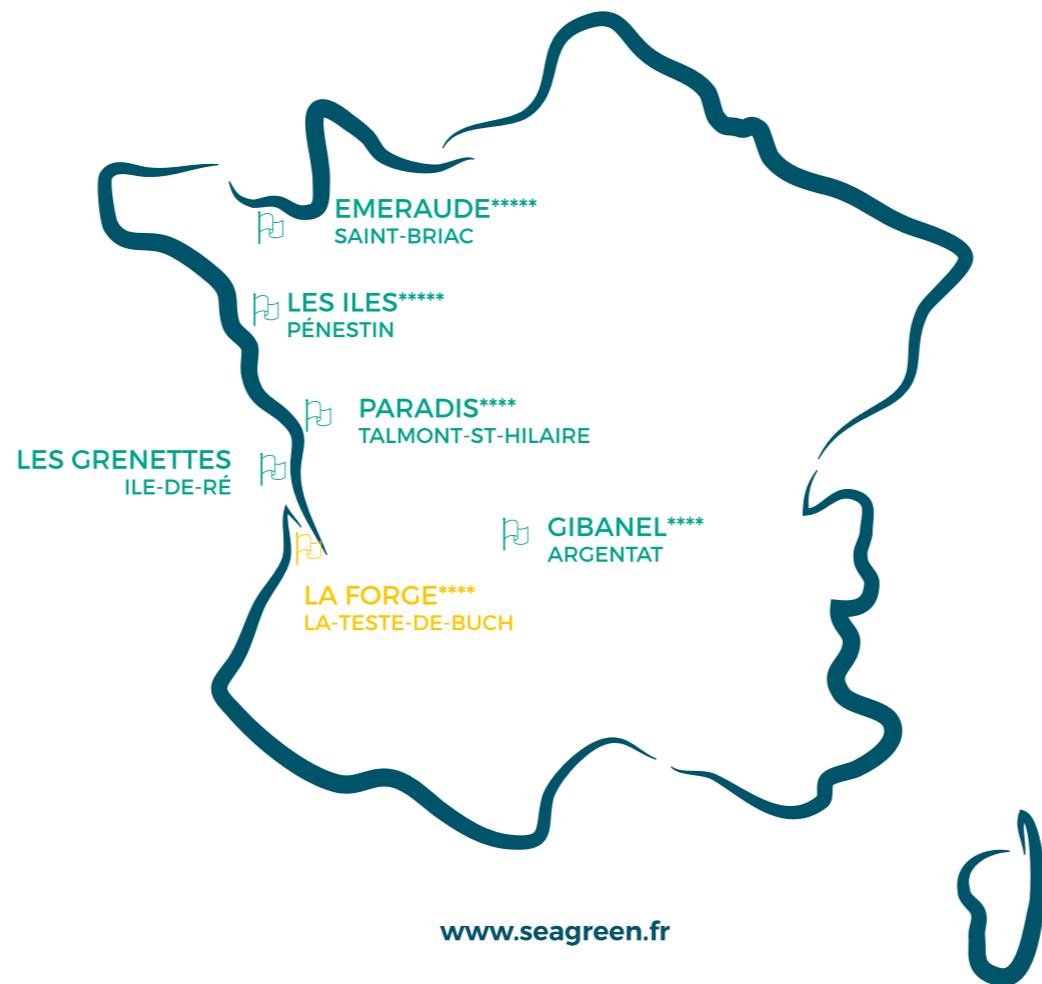 EMERAUDE*****
SAINT-BRIAC
LES ILES*****
PÉNESTIN
PARADIS****
TALMONT-ST-HILAIRE
LES GRENETTES
ILE-DE-RÉ
GIBANEL****
ARGENTAT
LA FORGE****
LA-TESTE-DE-BUCH
www.seagreen.fr